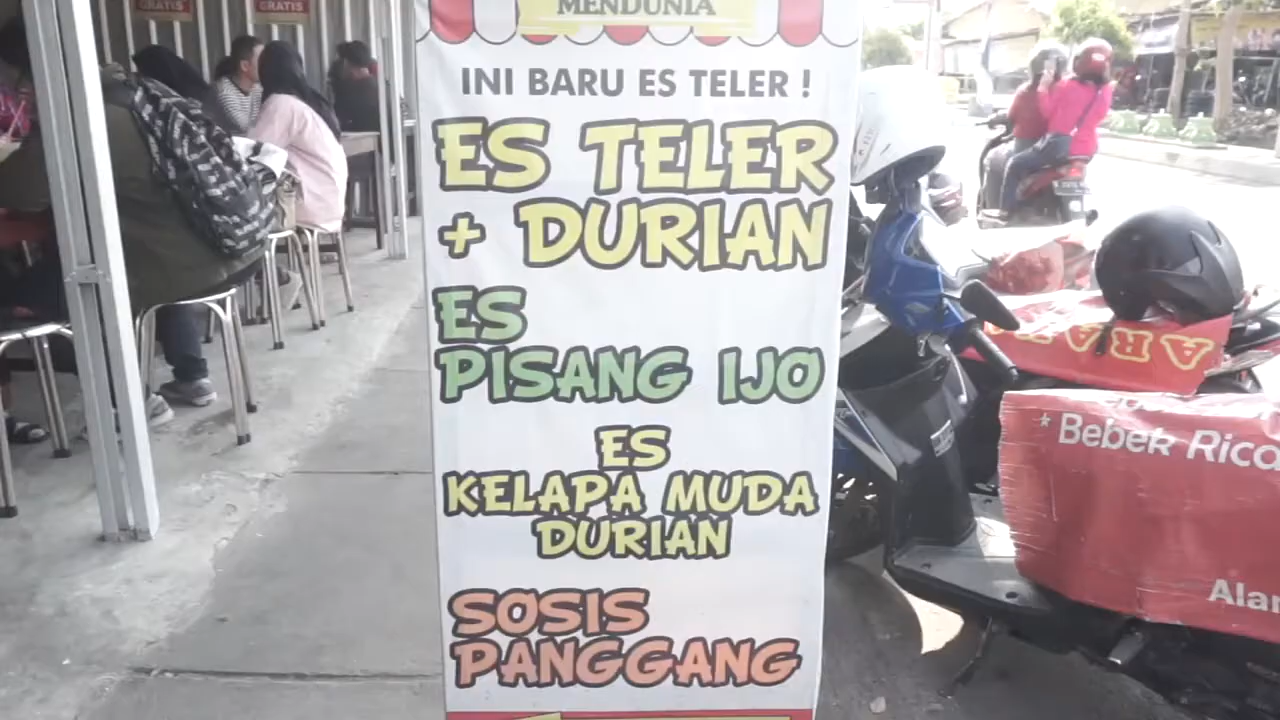 GRATIS
GRATIS
MENDUNIA
INI BARU ES TELER !
ES TELER
+ DURIAN
ES
PISANG IJO
ES
KELAPA MUDA
DURIAN
SOSIS
PANGGANG
* Bebek Rica